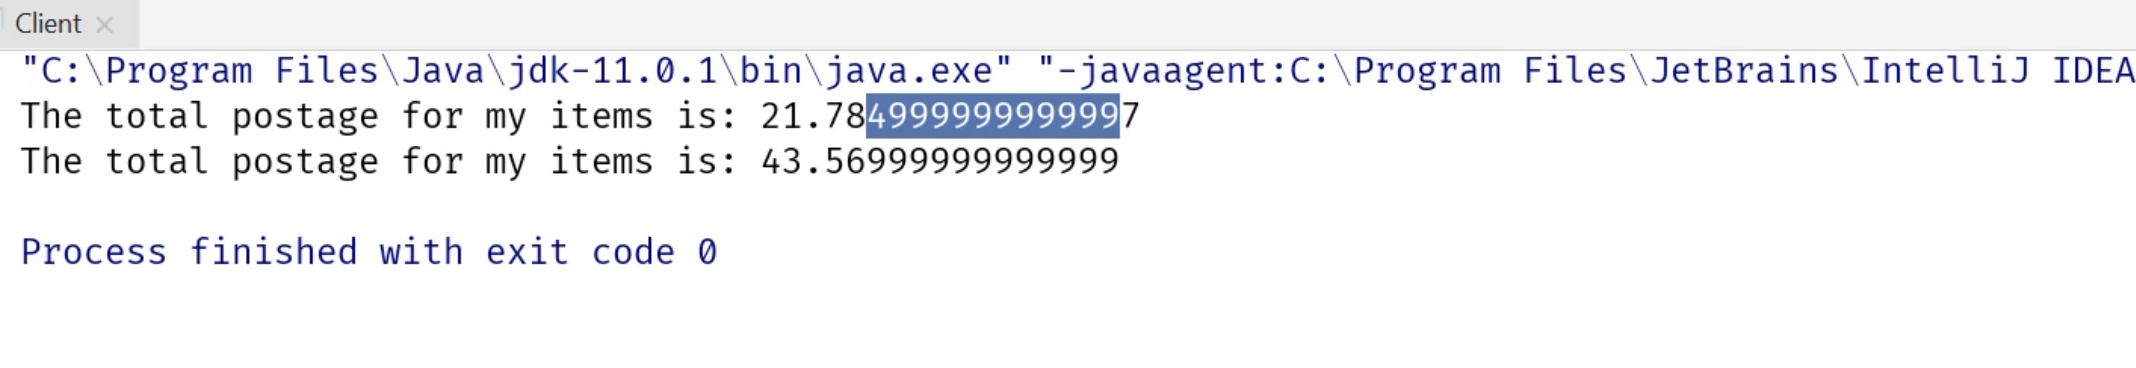 Client
"C:\Program Files\Java\jdk-11.0.1\bin\java.exe" "-javaagent:C:\Program Files\JetBrains\IntelliJ IDEA
The total postage for my items is: 21.784999999999997
The total postage for my items is: 43.56999999999999
Process finished with exit code 0